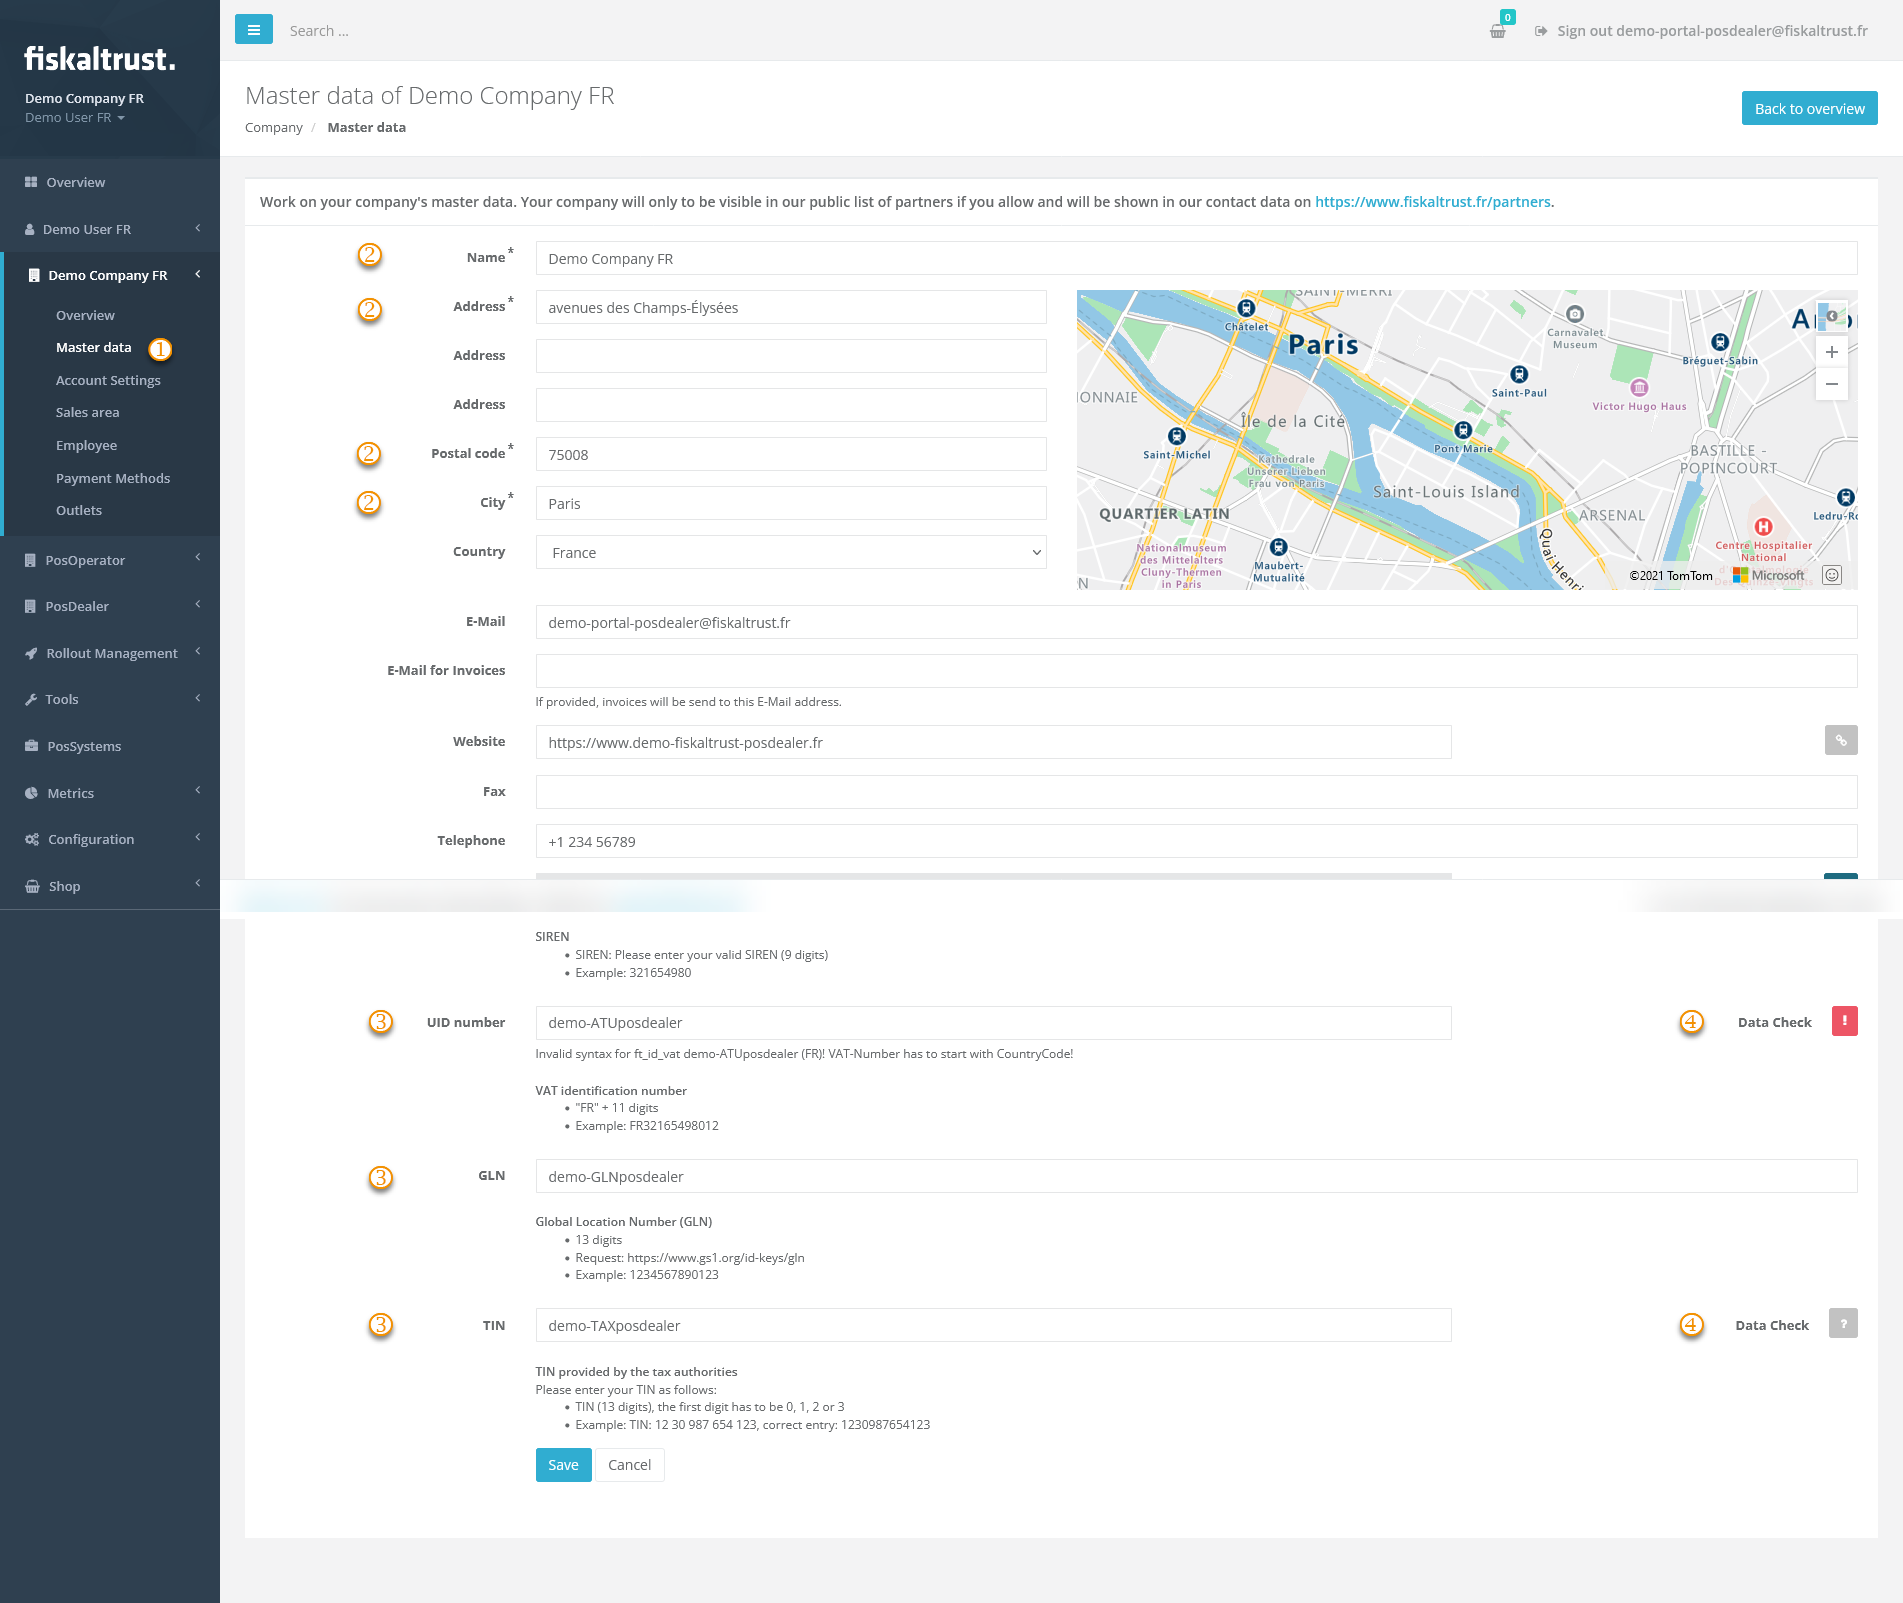 fiskaltrust.
Demo Company FR
Demo User FR
Overview
Demo User FR
Demo Company FR
Overview
Master data 1
Account Settings
Sales area
Employee
Payment Methods
Outlets
PosOperator
PosDealer
Rollout Management
Tools
PosSystems
Metrics
Configuration
Shop
Search ...
0
Sign out demo-portal-posdealer@fiskaltrust.fr
Master data of Demo Company FR
Company / Master data
Back to overview
Work on your company's master data. Your company will only to be visible in our public list of partners if you allow and will be shown in our contact data on https://www.fiskaltrust.fr/partners.
2 Name* Demo Company FR
2 Address* avenues des Champs-Élysées
Address
Address
2 Postal code* 75008
2 City* Paris
Country France
SAINT-MERRI
Châtelet
Paris
Carnavalet
Museum
Bréguet-Sabin
Saint-Paul
Victor Hugo Haus
ONNAIE
Île de la Cité
Pont Marie
Saint-Michel
Kathedrale
Unserer Lieben
Frau von Paris
BASTILLE -
POPINCOURT
Saint-Louis Island
QUARTIER LATIN
ARSENAL
Ledru-Ro
Nationalmuseum
des Mittelalters
Cluny-Thermen
in Paris
Maubert-
Mutualité
Quai Henri
H
Centre Hospitalier
National
©2021 TomTom
Microsoft
E-Mail demo-portal-posdealer@fiskaltrust.fr
E-Mail for Invoices
If provided, invoices will be send to this E-Mail address.
Website https://www.demo-fiskaltrust-posdealer.fr
Fax
Telephone +1 234 56789
SIREN
• SIREN: Please enter your valid SIREN (9 digits)
• Example: 321654980
3 UID number demo-ATUposdealer 4 Data Check !
Invalid syntax for ft_id_vat demo-ATUposdealer (FR)! VAT-Number has to start with CountryCode!
VAT identification number
• "FR" + 11 digits
• Example: FR32165498012
3 GLN demo-GLNposdealer
Global Location Number (GLN)
• 13 digits
• Request: https://www.gs1.org/id-keys/gln
• Example: 1234567890123
3 TIN demo-TAXposdealer 4 Data Check ?
TIN provided by the tax authorities
Please enter your TIN as follows:
• TIN (13 digits), the first digit has to be 0, 1, 2 or 3
• Example: TIN: 12 30 987 654 123, correct entry: 1230987654123
Save Cancel